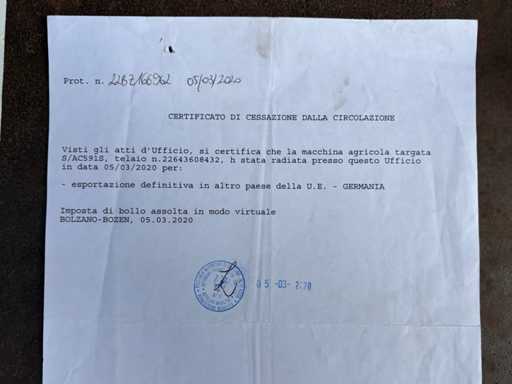 Prot. n. 22BZ166962 05/03/2020
CERTIFICATO DI CESSAZIONE DALLA CIRCOLAZIONE
Visti gli atti d'Ufficio, si certifica che la macchina agricola targata
S/AC591S, telaio n.22643608432, h stata radiata presso questo Ufficio
in data 05/03/2020 per:
- esportazione definitiva in altro paese della U.E. - GERMANIA
Imposta di bollo assolta in modo virtuale
BOLZANO-BOZEN, 05.03.2020
05 -03- 2020